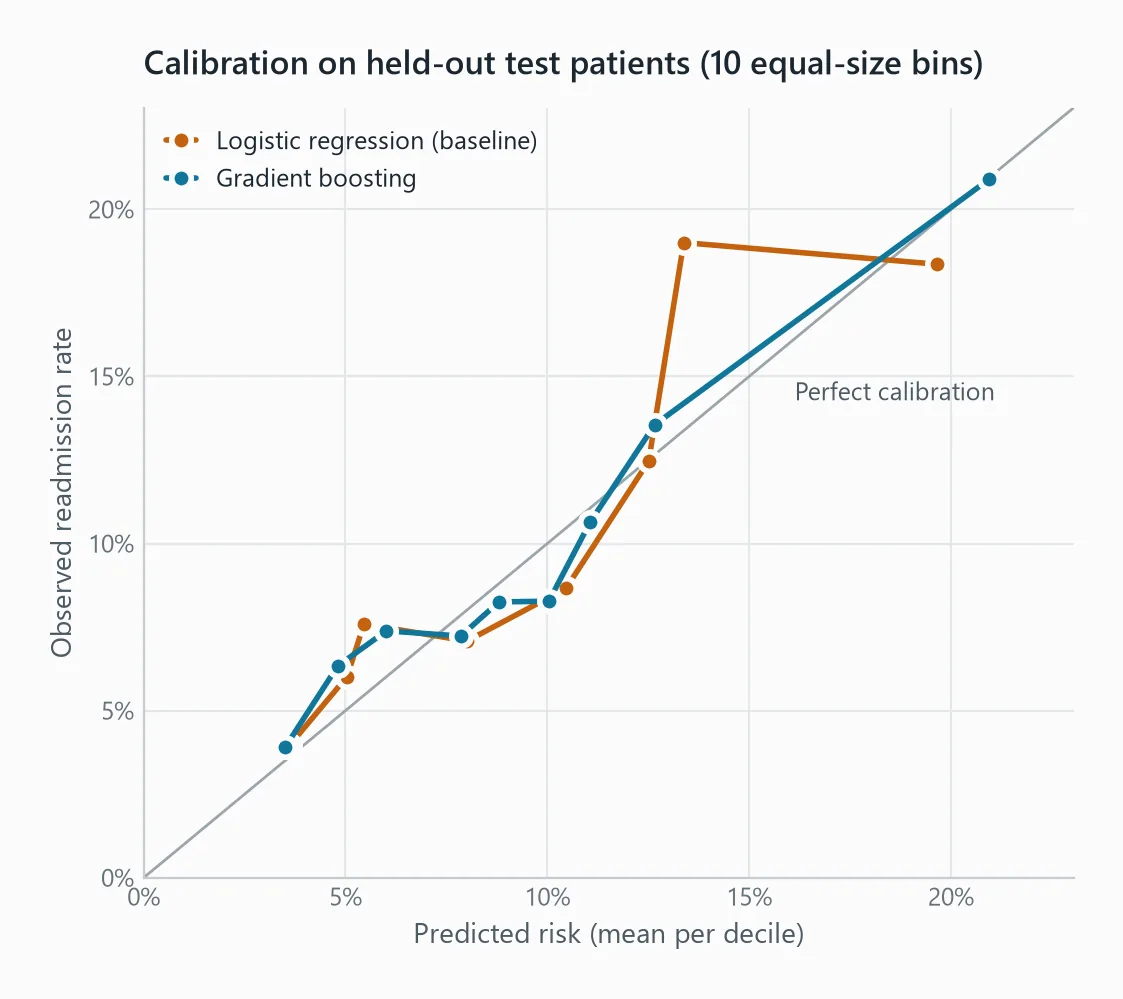 Calibration on held-out test patients (10 equal-size bins)
Logistic regression (baseline)
Gradient boosting
20%
15%
10%
5%
0%
Observed readmission rate
Perfect calibration
0%
5%
10%
15%
20%
Predicted risk (mean per decile)